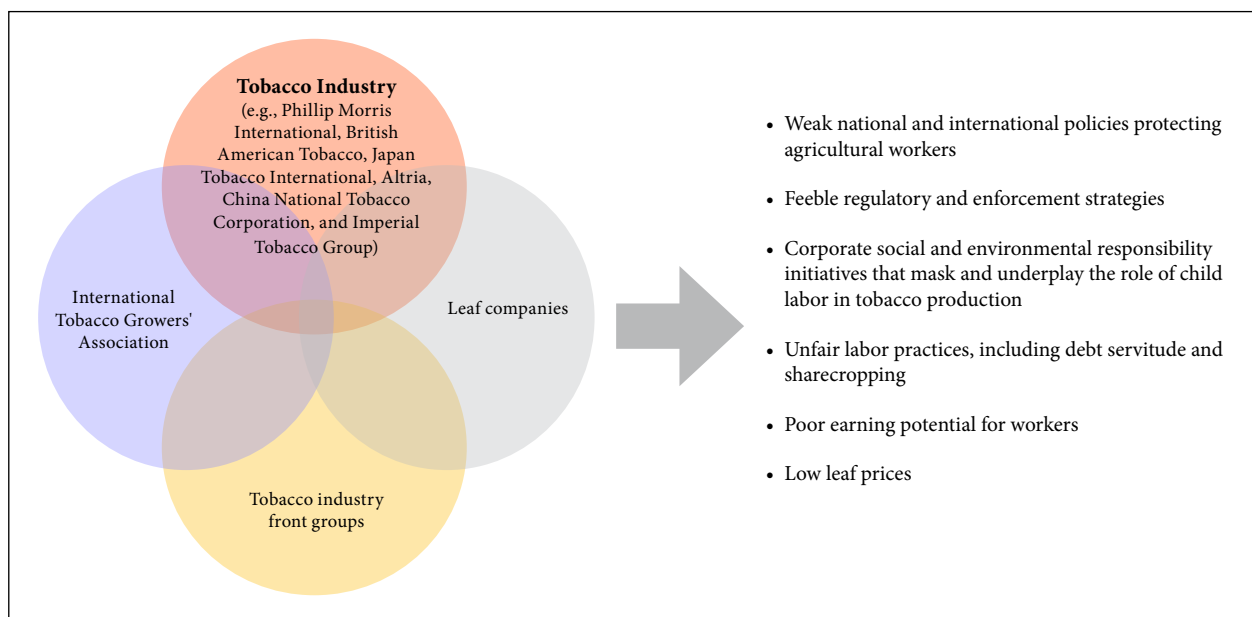 Tobacco Industry
(e.g., Phillip Morris
International, British
American Tobacco, Japan
Tobacco International, Altria,
China National Tobacco
Corporation, and Imperial
Tobacco Group)
International
Tobacco Growers'
Association
Leaf companies
Tobacco industry
front groups
• Weak national and international policies protecting
agricultural workers
• Feeble regulatory and enforcement strategies
• Corporate social and environmental responsibility
initiatives that mask and underplay the role of child
labor in tobacco production
• Unfair labor practices, including debt servitude and
sharecropping
• Poor earning potential for workers
• Low leaf prices